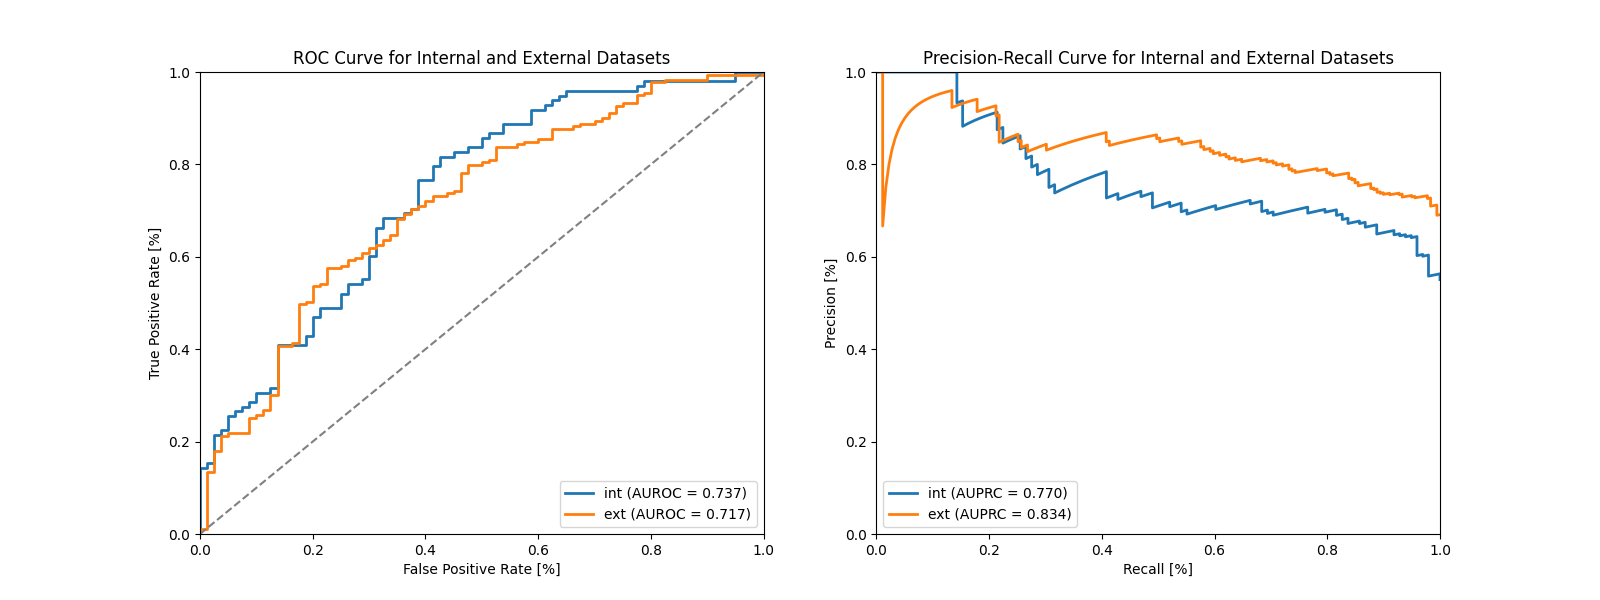 ROC Curve for Internal and External Datasets
True Positive Rate [%]
1.0
0.8
0.6
0.4
0.2
0.0
int (AUROC = 0.737)
ext (AUROC = 0.717)
0.0 0.2 0.4 0.6 0.8 1.0
False Positive Rate [%]
Precision-Recall Curve for Internal and External Datasets
Precision [%]
1.0
0.8
0.6
0.4
0.2
0.0
int (AUPRC = 0.770)
ext (AUPRC = 0.834)
0.0 0.2 0.4 0.6 0.8 1.0
Recall [%]